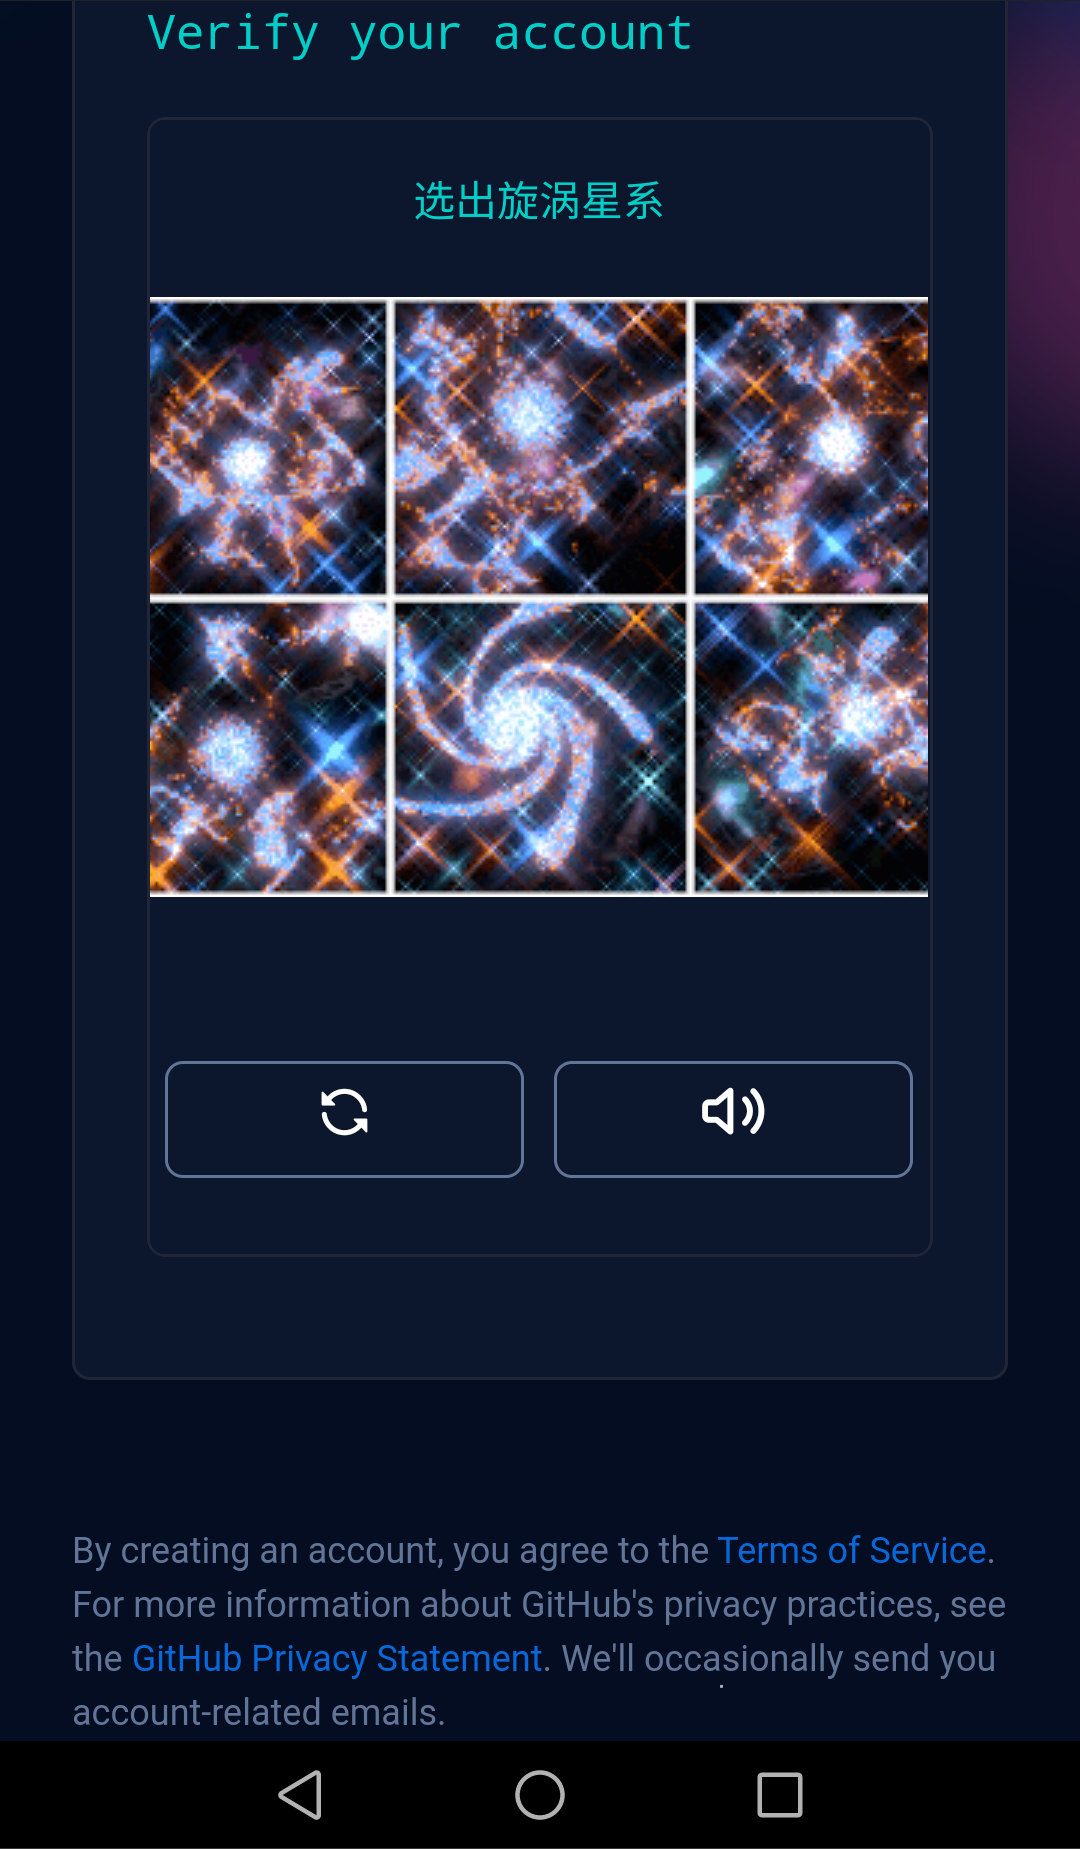 Verify your account
选出旋涡星系
By creating an account, you agree to the Terms of Service.
For more information about GitHub's privacy practices, see
the GitHub Privacy Statement. We'll occasionally send you
account-related emails.